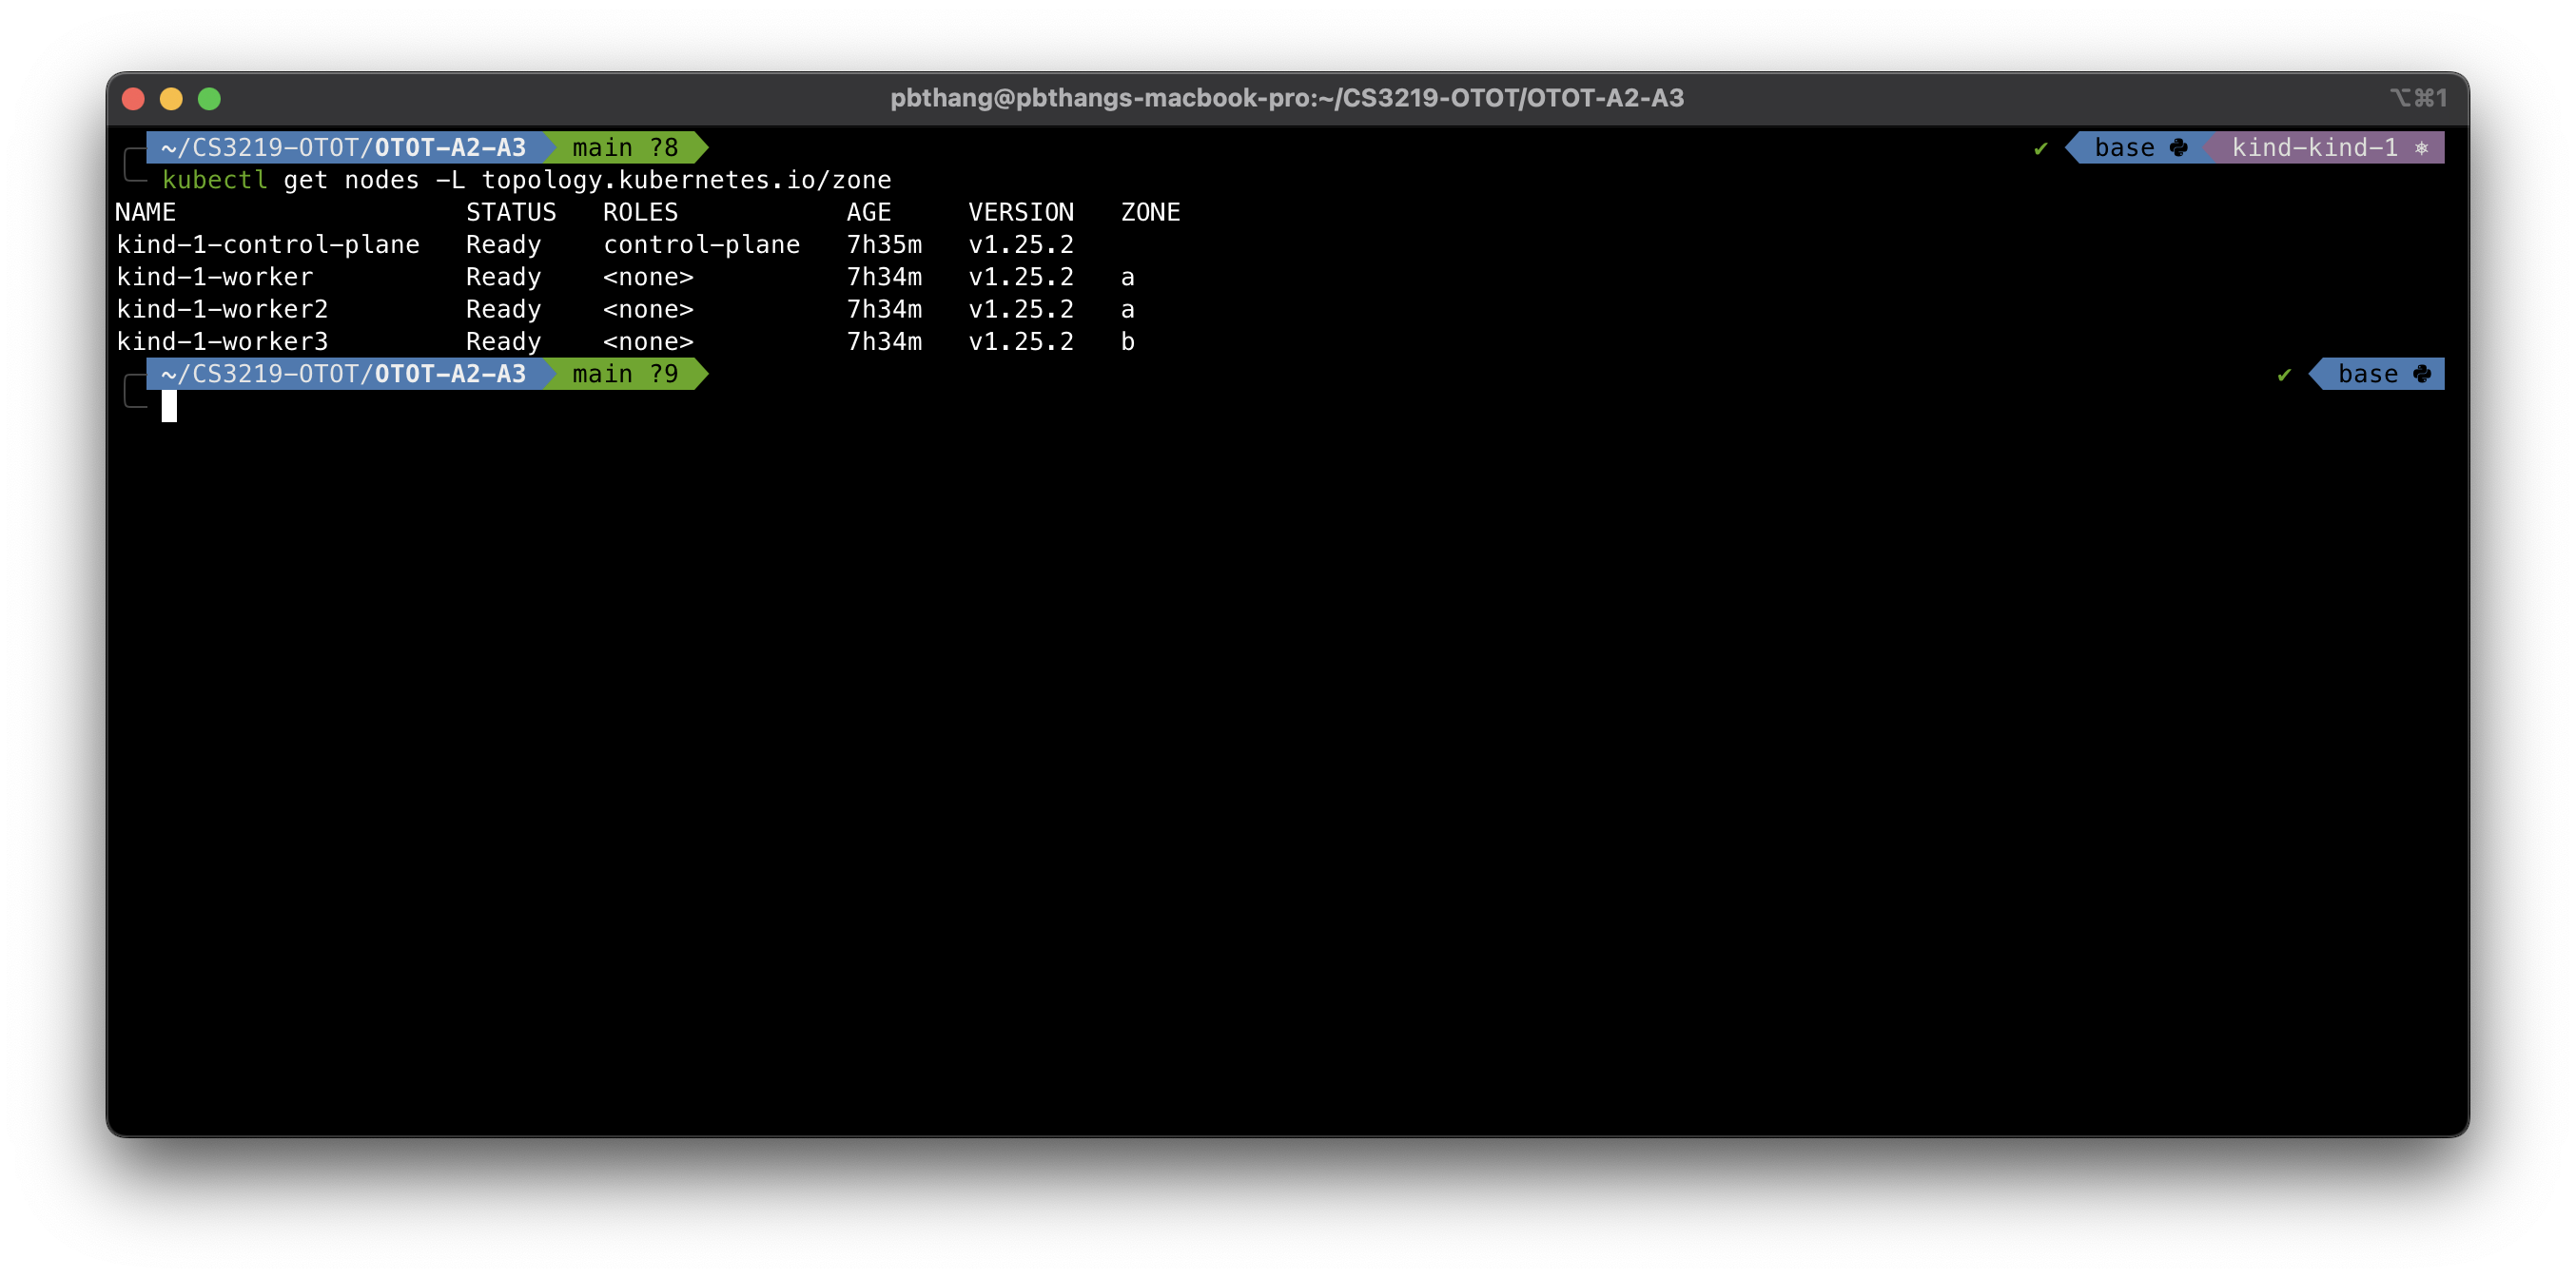 pbthang@pbthangs-macbook-pro:~/CS3219-OTOT/OTOT-A2-A3 ⌥⌘1
~/CS3219-OTOT/OTOT-A2-A3 main ?8 ✔ base kind-kind-1 ⎈
kubectl get nodes -L topology.kubernetes.io/zone
NAME STATUS ROLES AGE VERSION ZONE
kind-1-control-plane Ready control-plane 7h35m v1.25.2
kind-1-worker Ready <none> 7h34m v1.25.2 a
kind-1-worker2 Ready <none> 7h34m v1.25.2 a
kind-1-worker3 Ready <none> 7h34m v1.25.2 b
~/CS3219-OTOT/OTOT-A2-A3 main ?9 ✔ base